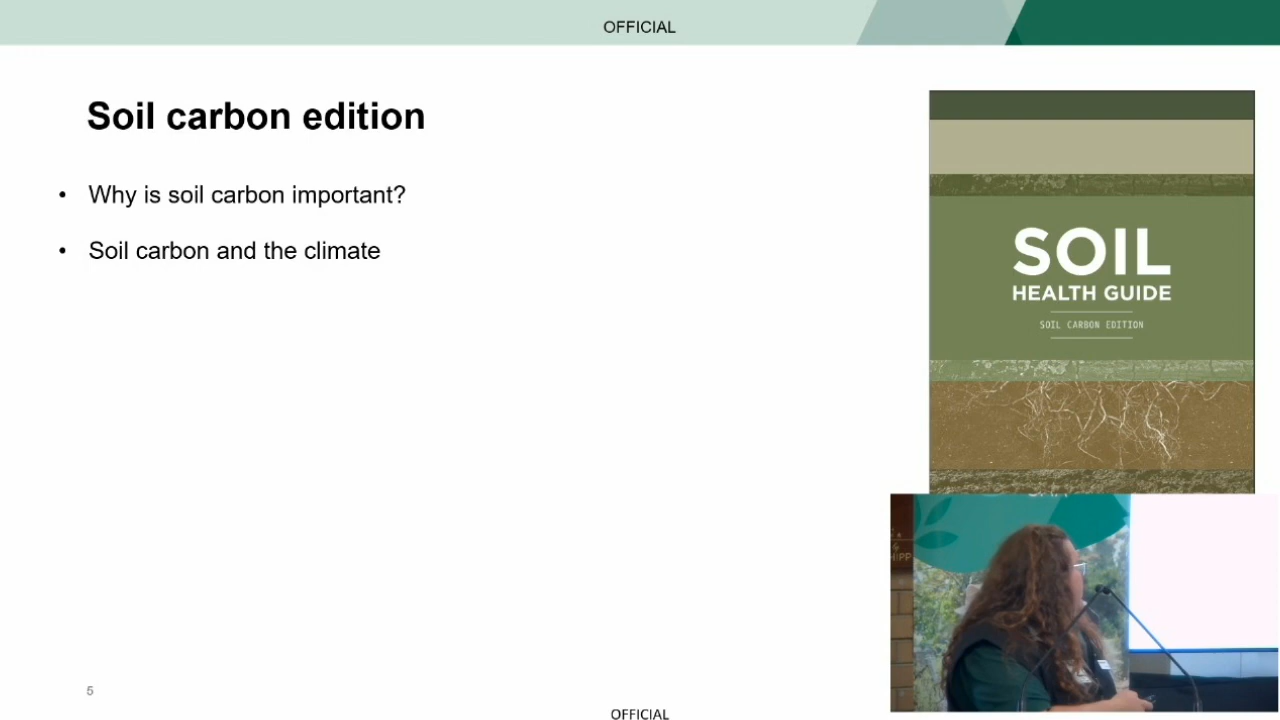 OFFICIAL
Soil carbon edition
• Why is soil carbon important?
• Soil carbon and the climate
SOIL
HEALTH GUIDE
SOIL CARBON EDITION
HIPP
5
OFFICIAL